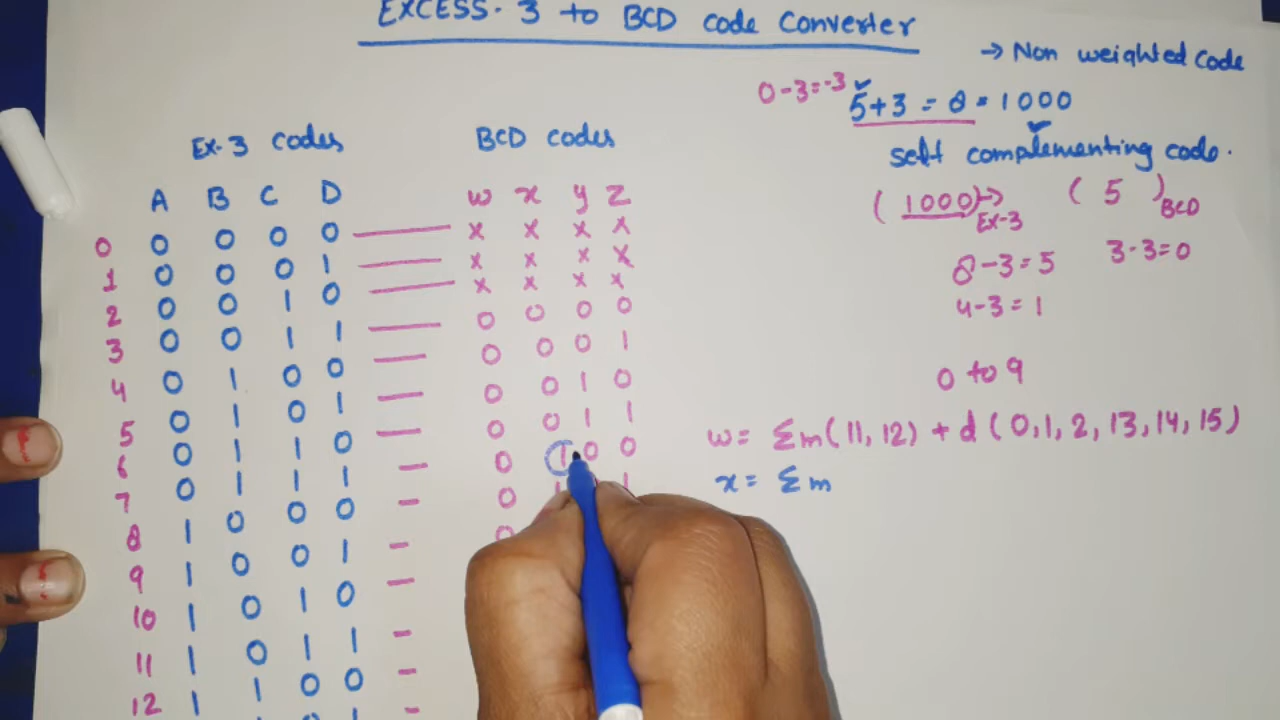 EXCESS-3 to BCD code Converter
→ Non weighted code
0-3=-3
5+3 = 8 = 1000
self complementing code.
(1000)→Ex-3 (5)BCD
8-3=5 3-3=0
4-3=1
0 to 9
w= Σm(11,12) + d(0,1,2,13,14,15)
x= Σm
Ex-3 codes BCD codes
A B C D w x y z
0 0 0 0 0 x x x x
1 0 0 0 1 x x x x
2 0 0 1 0 x x x x
3 0 0 1 1 0 0 0 0
4 0 1 0 0 0 0 0 1
5 0 1 0 1 0 0 1 0
6 0 1 1 0 0 0 1 1
7 0 1 1 1 0 1 0 0
8 1 0 0 0 0 1
9 1 0 0 1 0
10 1 0 1 0
11 1 0 1 1
12 1 1 0 0